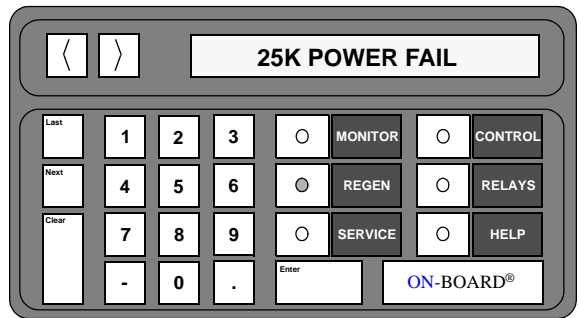 〈 〉 25K POWER FAIL
Last 1 2 3 MONITOR CONTROL
Next 4 5 6 REGEN RELAYS
Clear 7 8 9 SERVICE HELP
- 0 . Enter ON-BOARD®